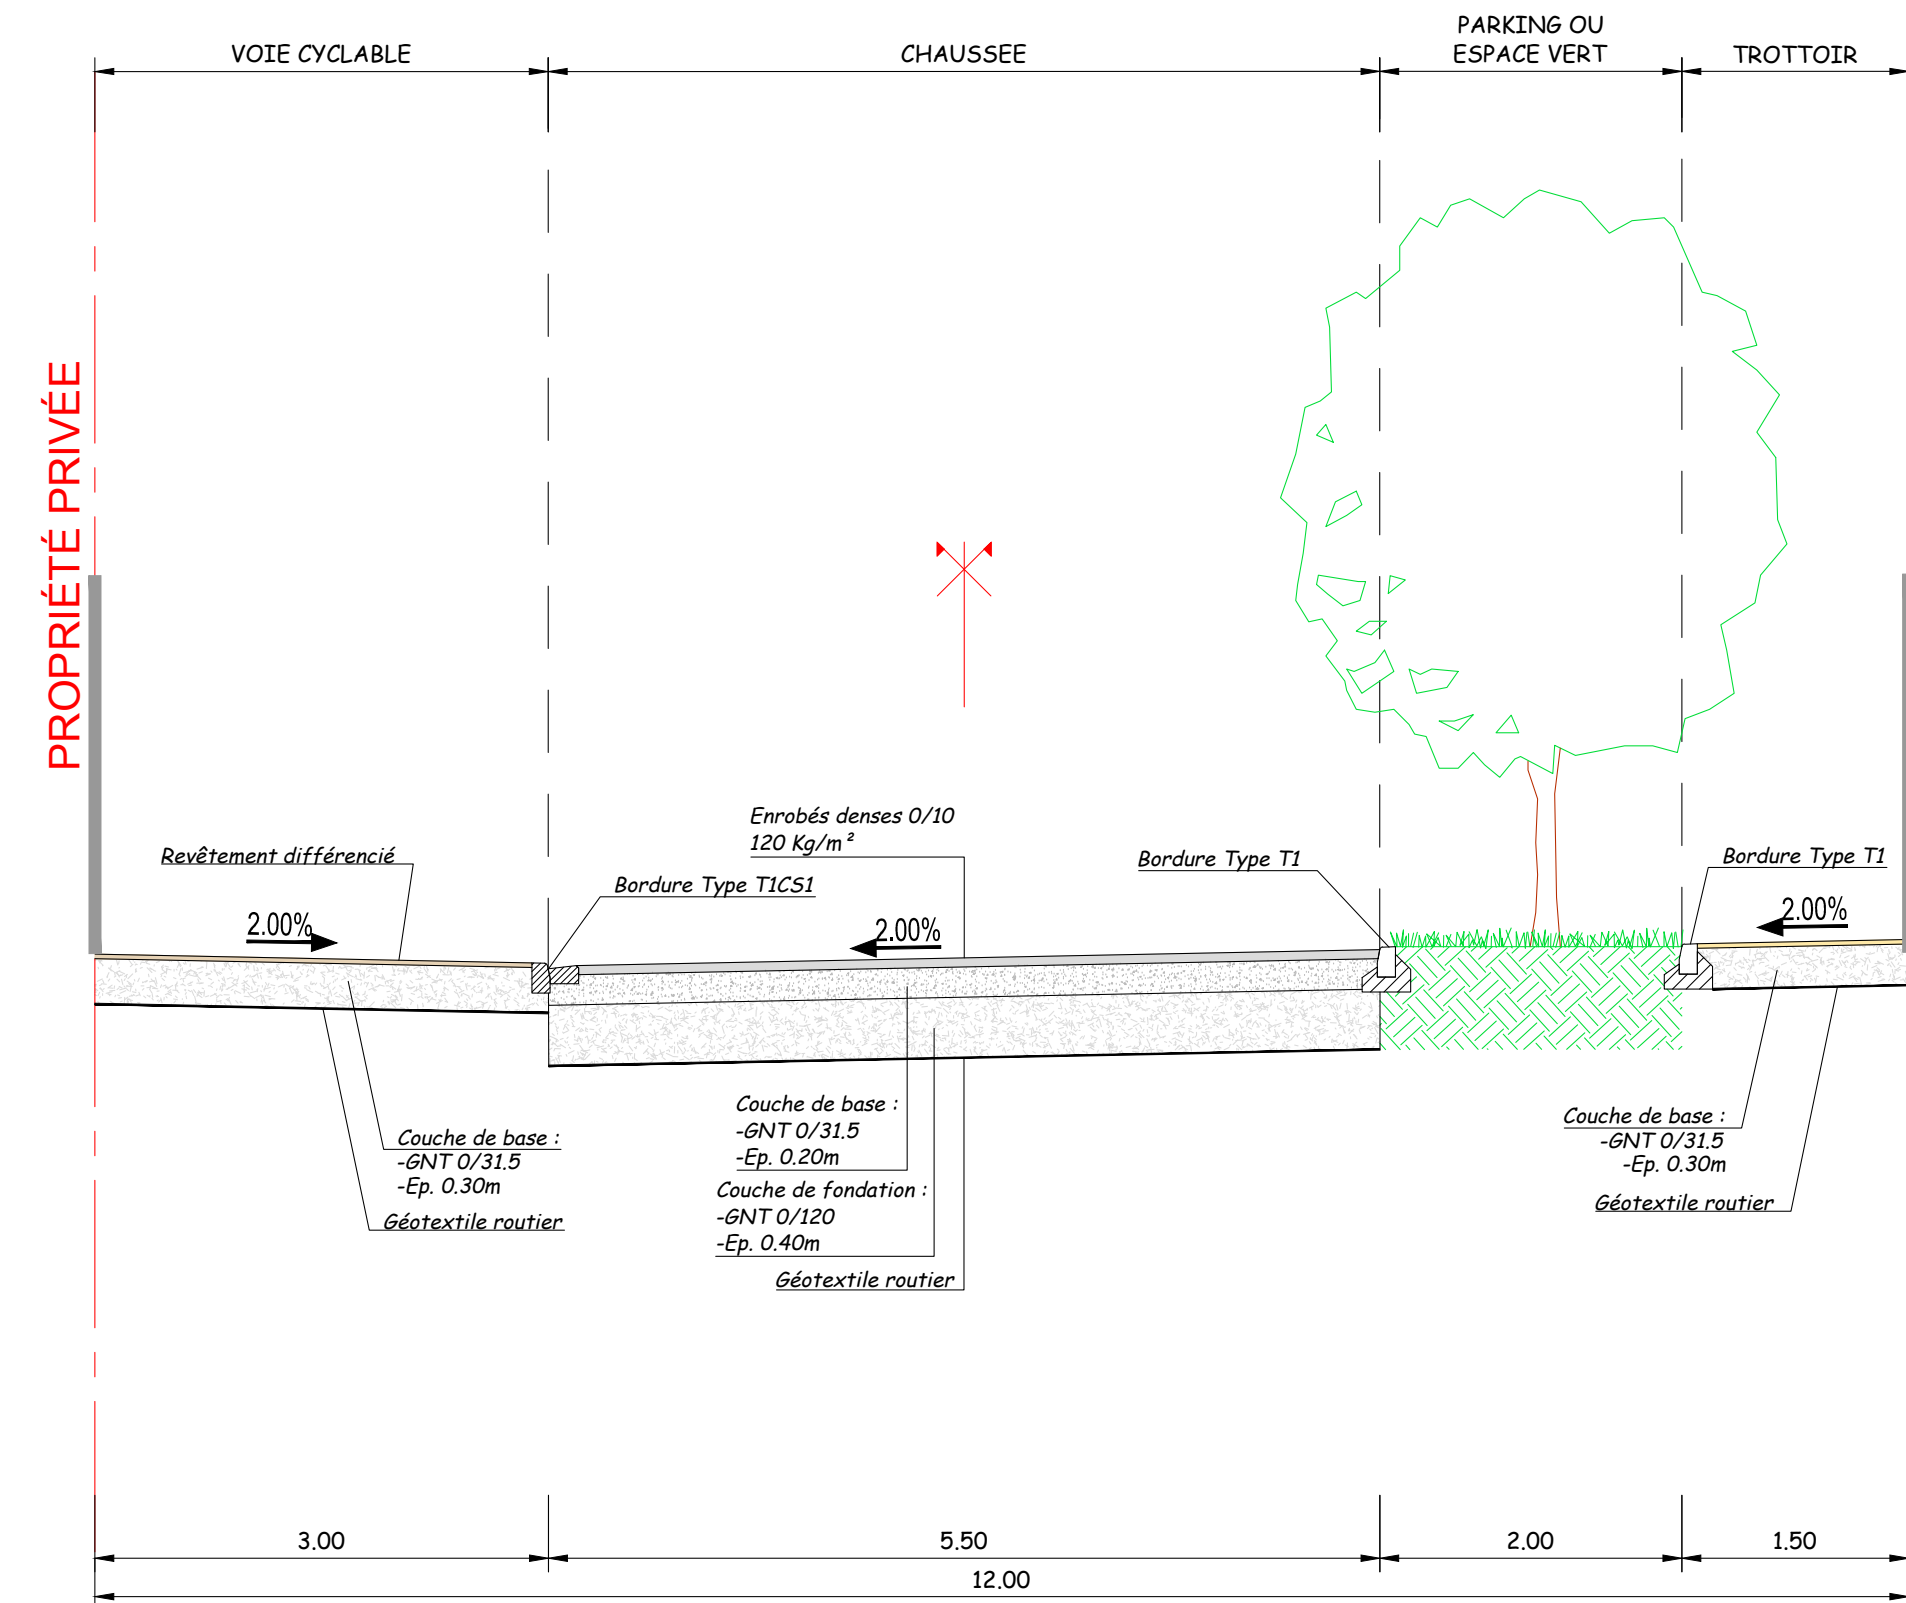 VOIE CYCLABLE
CHAUSSEE
PARKING OU
ESPACE VERT
TROTTOIR
PROPRIÉTÉ PRIVÉE
Enrobés denses 0/10
120 Kg/m²
Revêtement différencié
Bordure Type T1CS1
Bordure Type T1
Bordure Type T1
2.00%
2.00%
2.00%
Couche de base :
-GNT 0/31.5
-Ep. 0.30m
Géotextile routier
Couche de base :
-GNT 0/31.5
-Ep. 0.20m
Couche de fondation :
-GNT 0/120
-Ep. 0.40m
Géotextile routier
Couche de base :
-GNT 0/31.5
-Ep. 0.30m
Géotextile routier
3.00
5.50
2.00
1.50
12.00